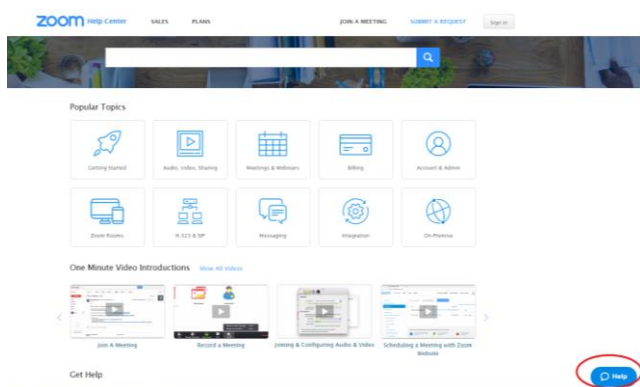 zoom Help Center SALES PLANS JOIN A MEETING SUBMIT A REQUEST Sign in
Popular Topics
Getting Started Audio, Video, Sharing Meetings & Webinars Billing Account & Admin
Zoom Rooms H.323 & SIP Messaging Integration On-Premise
One Minute Video Introductions Show All Videos
Join A Meeting Record a Meeting Joining & Configuring Audio & Video Scheduling a Meeting with Zoom
Website
Get Help
Help